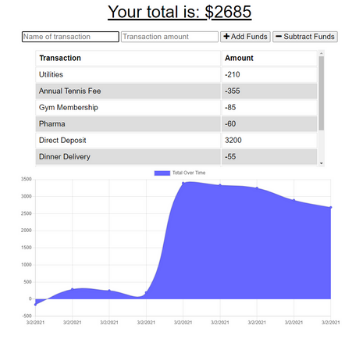 Your total is: $2685
Name of transaction Transaction amount + Add Funds − Subtract Funds
Transaction Amount
Utilities -210
Annual Tennis Fee -355
Gym Membership -85
Pharma -60
Direct Deposit 3200
Dinner Delivery -55
Total Over Time
3500
3000
2500
2000
1500
1000
500
0
-500
3/2/2021 3/2/2021 3/2/2021 3/2/2021 3/2/2021 3/2/2021 3/2/2021 3/2/2021 3/2/2021